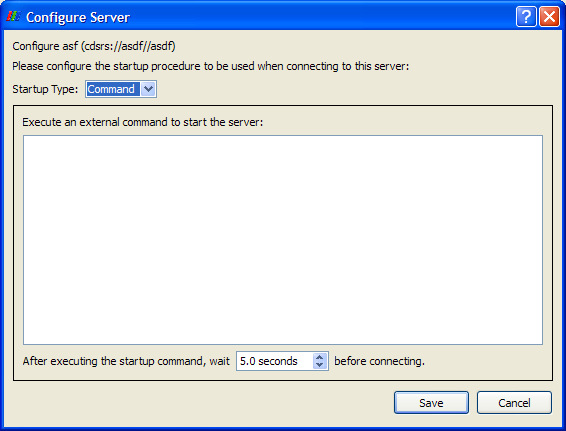 Configure Server
Configure asf (cdsrs://asdf//asdf)
Please configure the startup procedure to be used when connecting to this server:
Startup Type: Command
Execute an external command to start the server:
After executing the startup command, wait 5.0 seconds before connecting.
Save Cancel